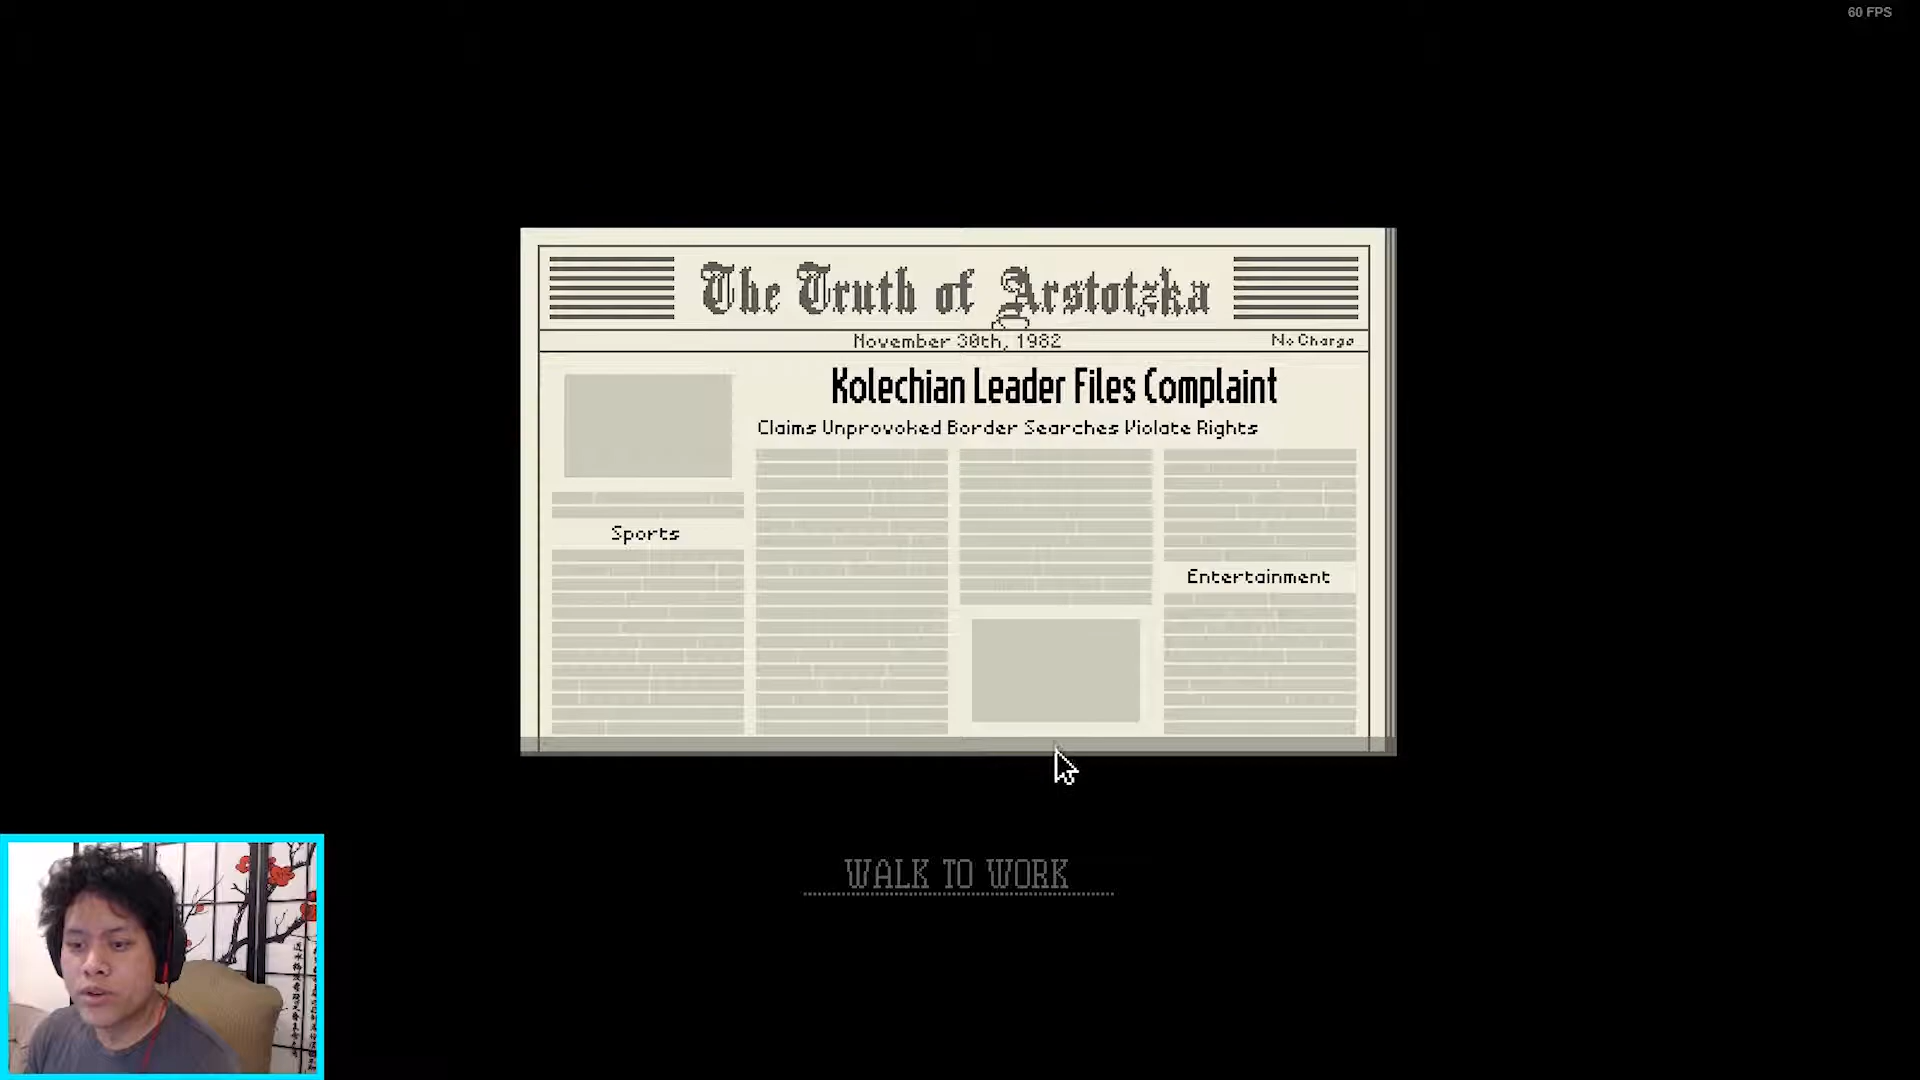 60 FPS
The Truth of Arstotzka
November 30th, 1982
No Charge
Kolechian Leader Files Complaint
Claims Unprovoked Border Searches Violate Rights
Sports
Entertainment
WALK TO WORK